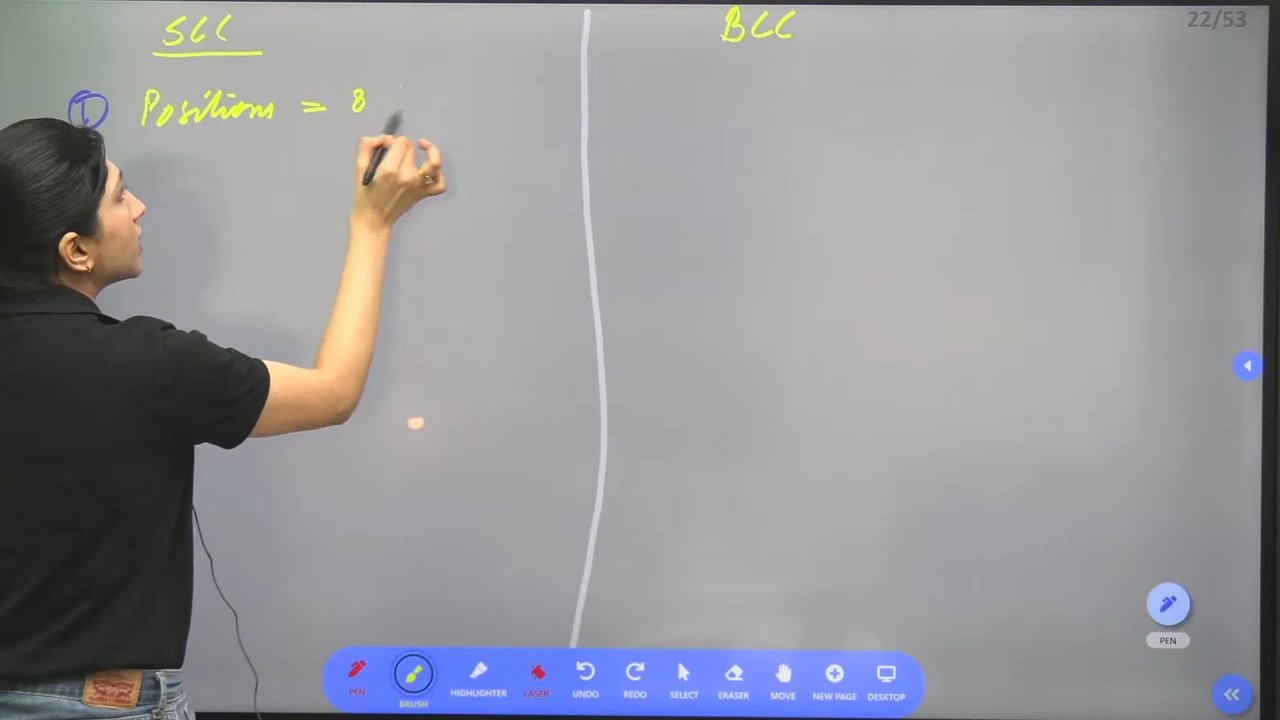 SCC
BCC
22/53
① Positions = 8
PEN
PEN
BRUSH
HIGHLIGHTER
LASER
UNDO
REDO
SELECT
ERASER
MOVE
NEW PAGE
DESKTOP